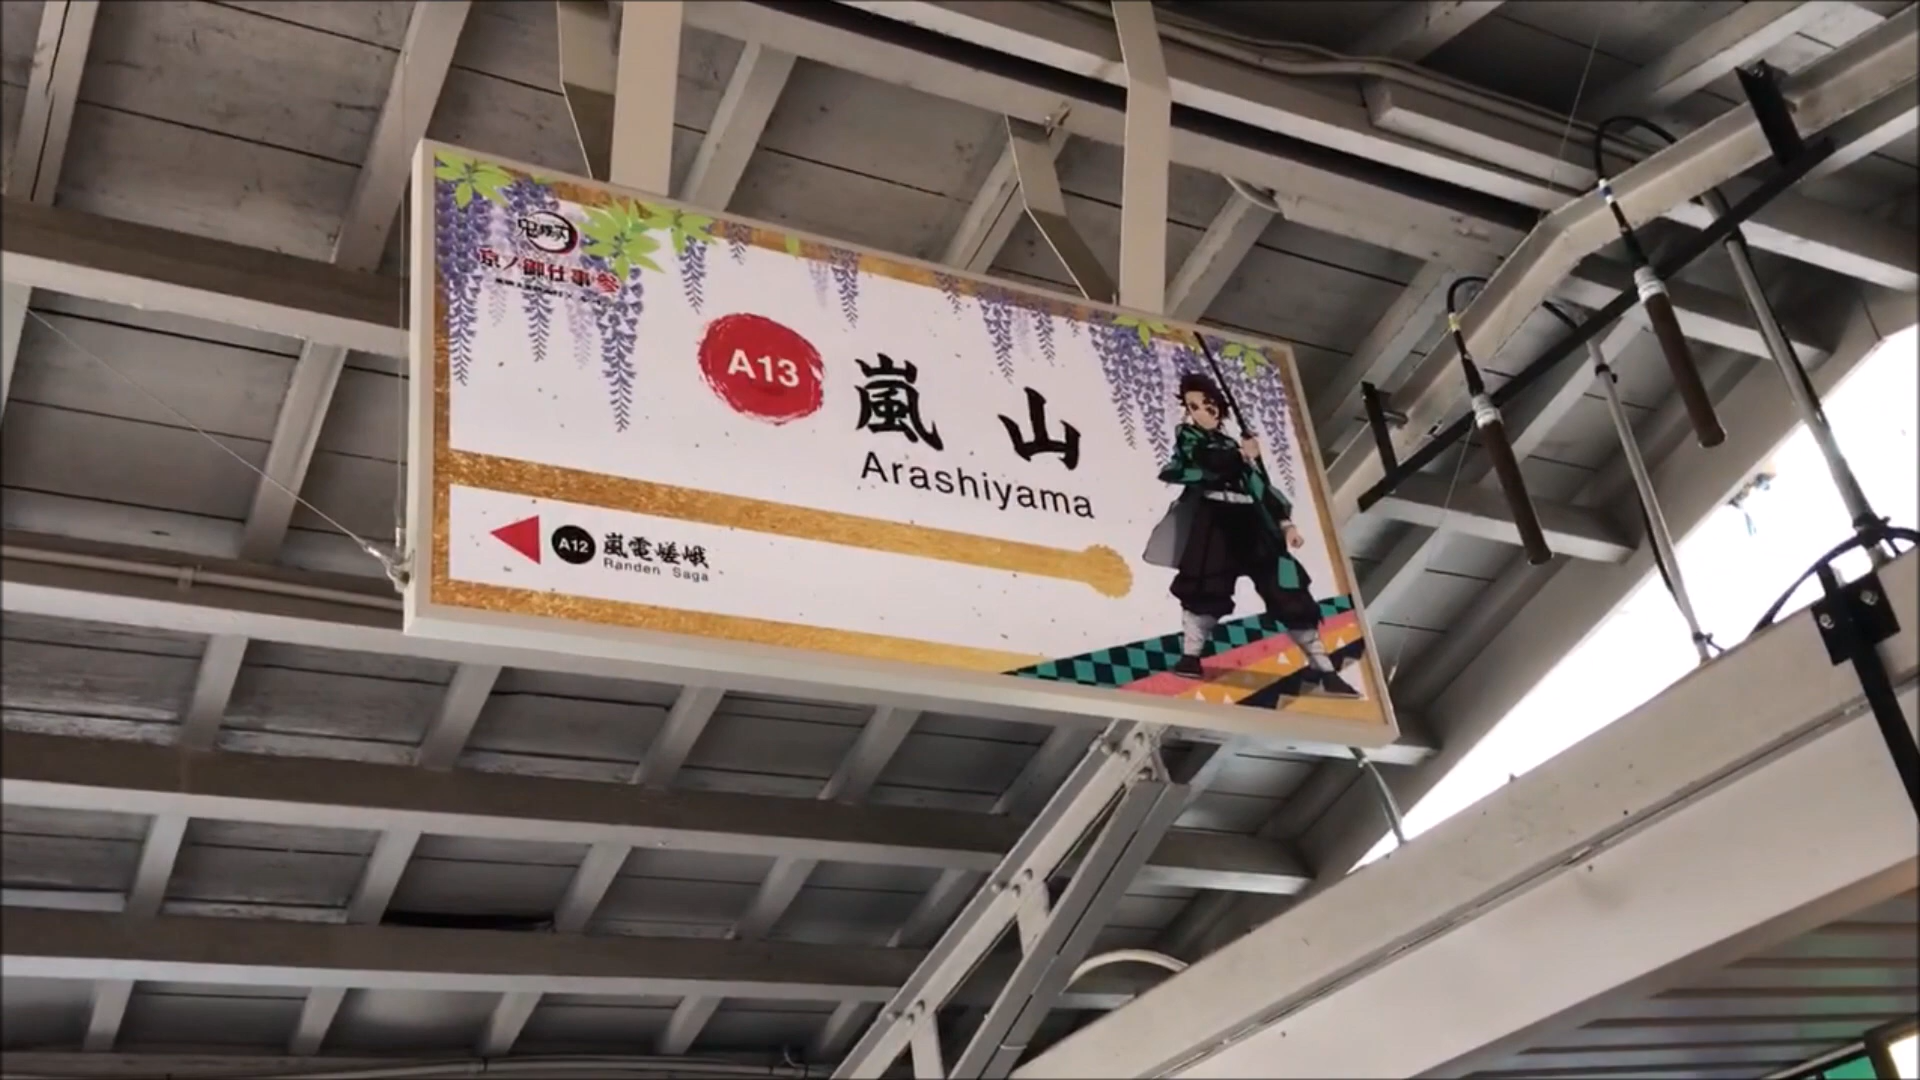 鬼滅刃
京ノ御仕事 参
A13
嵐 山
Arashiyama
A12 嵐電嵯峨
Randen Saga